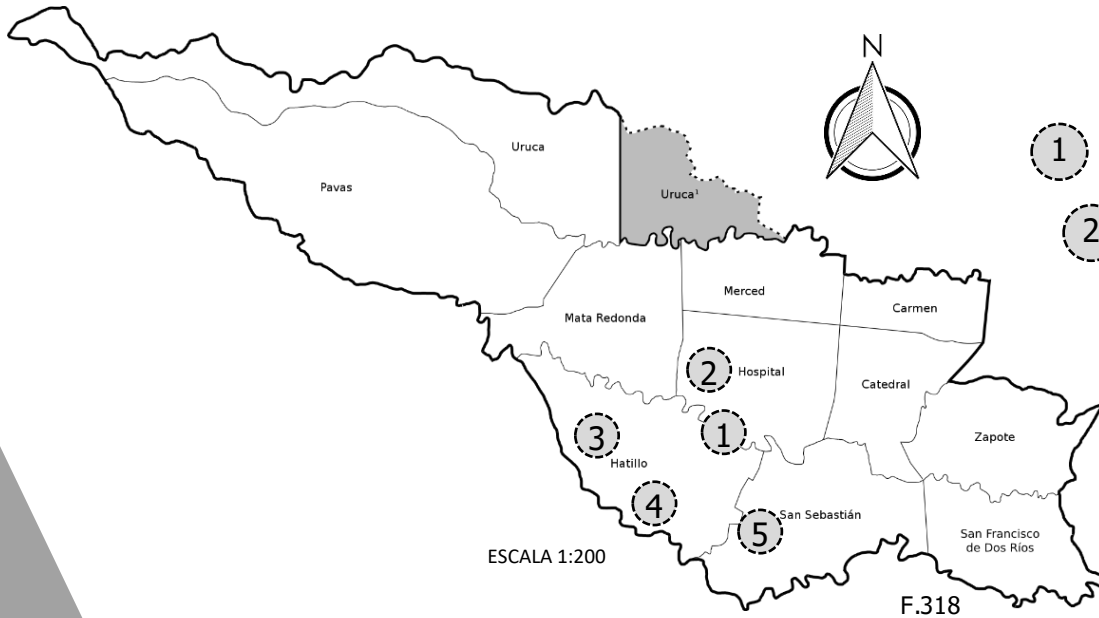 N
1
Uruca
Pavas
Uruca¹
2
Merced
Carmen
Mata Redonda
2
Hospital
Catedral
1
3
Zapote
Hatillo
4
San Sebastián
5
San Francisco
de Dos Ríos
ESCALA 1:200
F.318